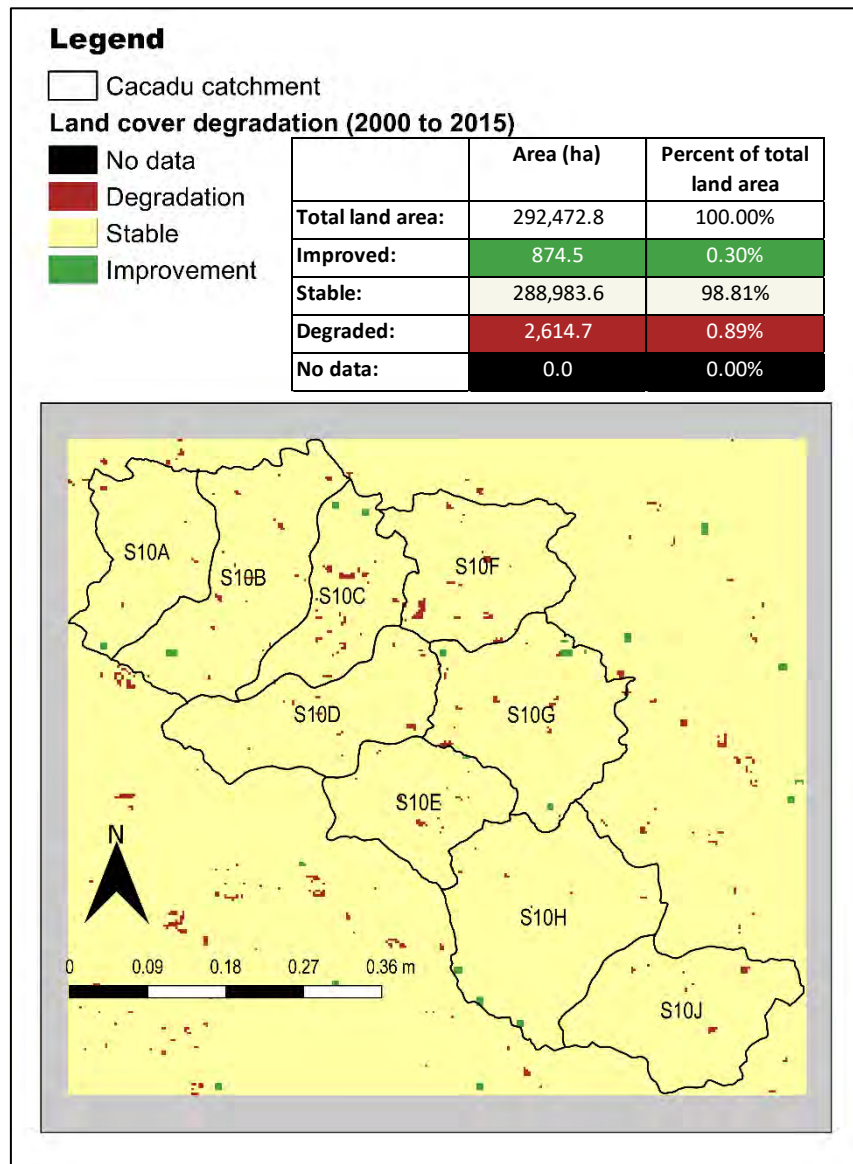 Legend
Cacadu catchment
Land cover degradation (2000 to 2015)
No data
Degradation
Stable
Improvement
Area (ha) Percent of total
land area
Total land area: 292,472.8 100.00%
Improved: 874.5 0.30%
Stable: 288,983.6 98.81%
Degraded: 2,614.7 0.89%
No data: 0.0 0.00%
S10A
S10B
S10C
S10F
S10D
S10G
S10E
N
S10H
0 0.09 0.18 0.27 0.36 m
S10J